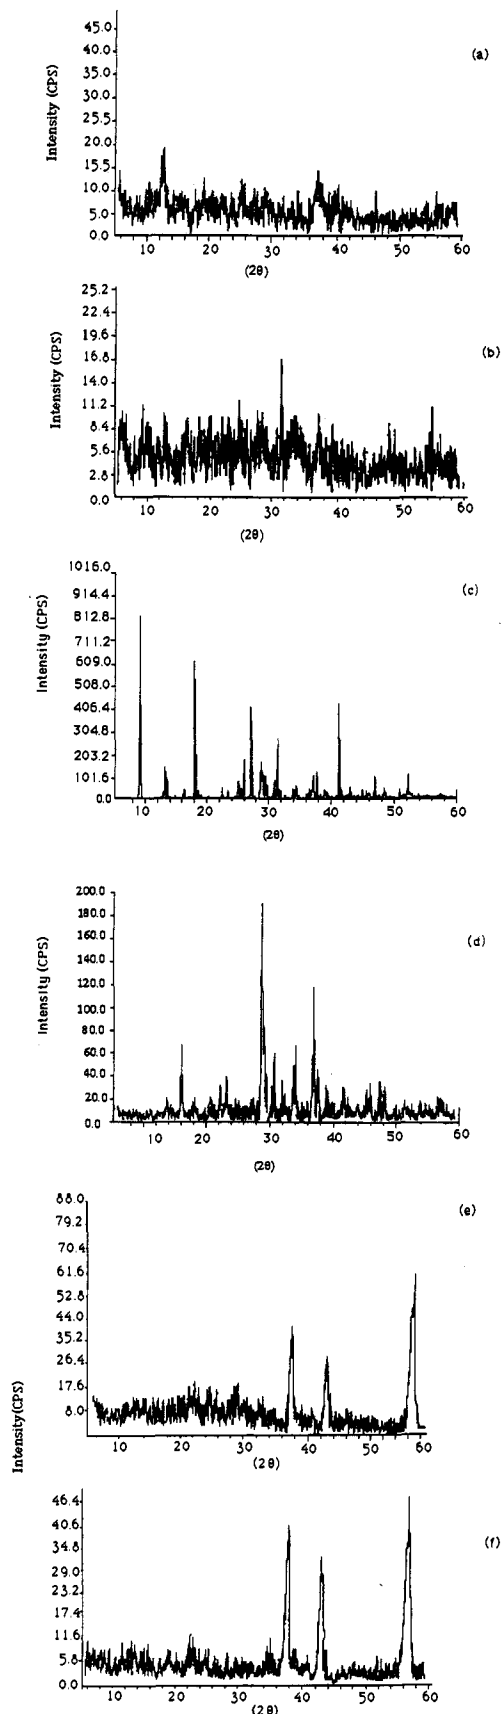 45.0
(a)
40.0
35.0
30.0
25.5
20.0
15.5
10.0
5.0
0.0
Intensity (CPS)
10 20 30 40 50 60
(2θ)
25.2
22.4
19.6
(b)
16.8
14.0
11.2
8.4
5.6
2.8
0.0
Intensity (CPS)
10 20 30 40 50 60
(2θ)
1016.0
(c)
914.4
812.8
711.2
609.0
508.0
406.4
304.8
203.2
101.6
0.0
Intensity (CPS)
10 20 30 40 50 60
(2θ)
200.0
180.0
160.0
(d)
140.0
120.0
100.0
80.0
60.0
40.0
20.0
0.0
Intensity (CPS)
10 20 30 40 50 60
(2θ)
88.0
(e)
79.2
70.4
61.6
52.8
44.0
35.2
26.4
17.6
8.0
10 20 30 40 50 60
(2θ)
Intensity(CPS)
46.4
40.6
(f)
34.8
29.0
23.2
17.4
11.6
5.8
0.0
10 20 30 40 50 60
(2θ)